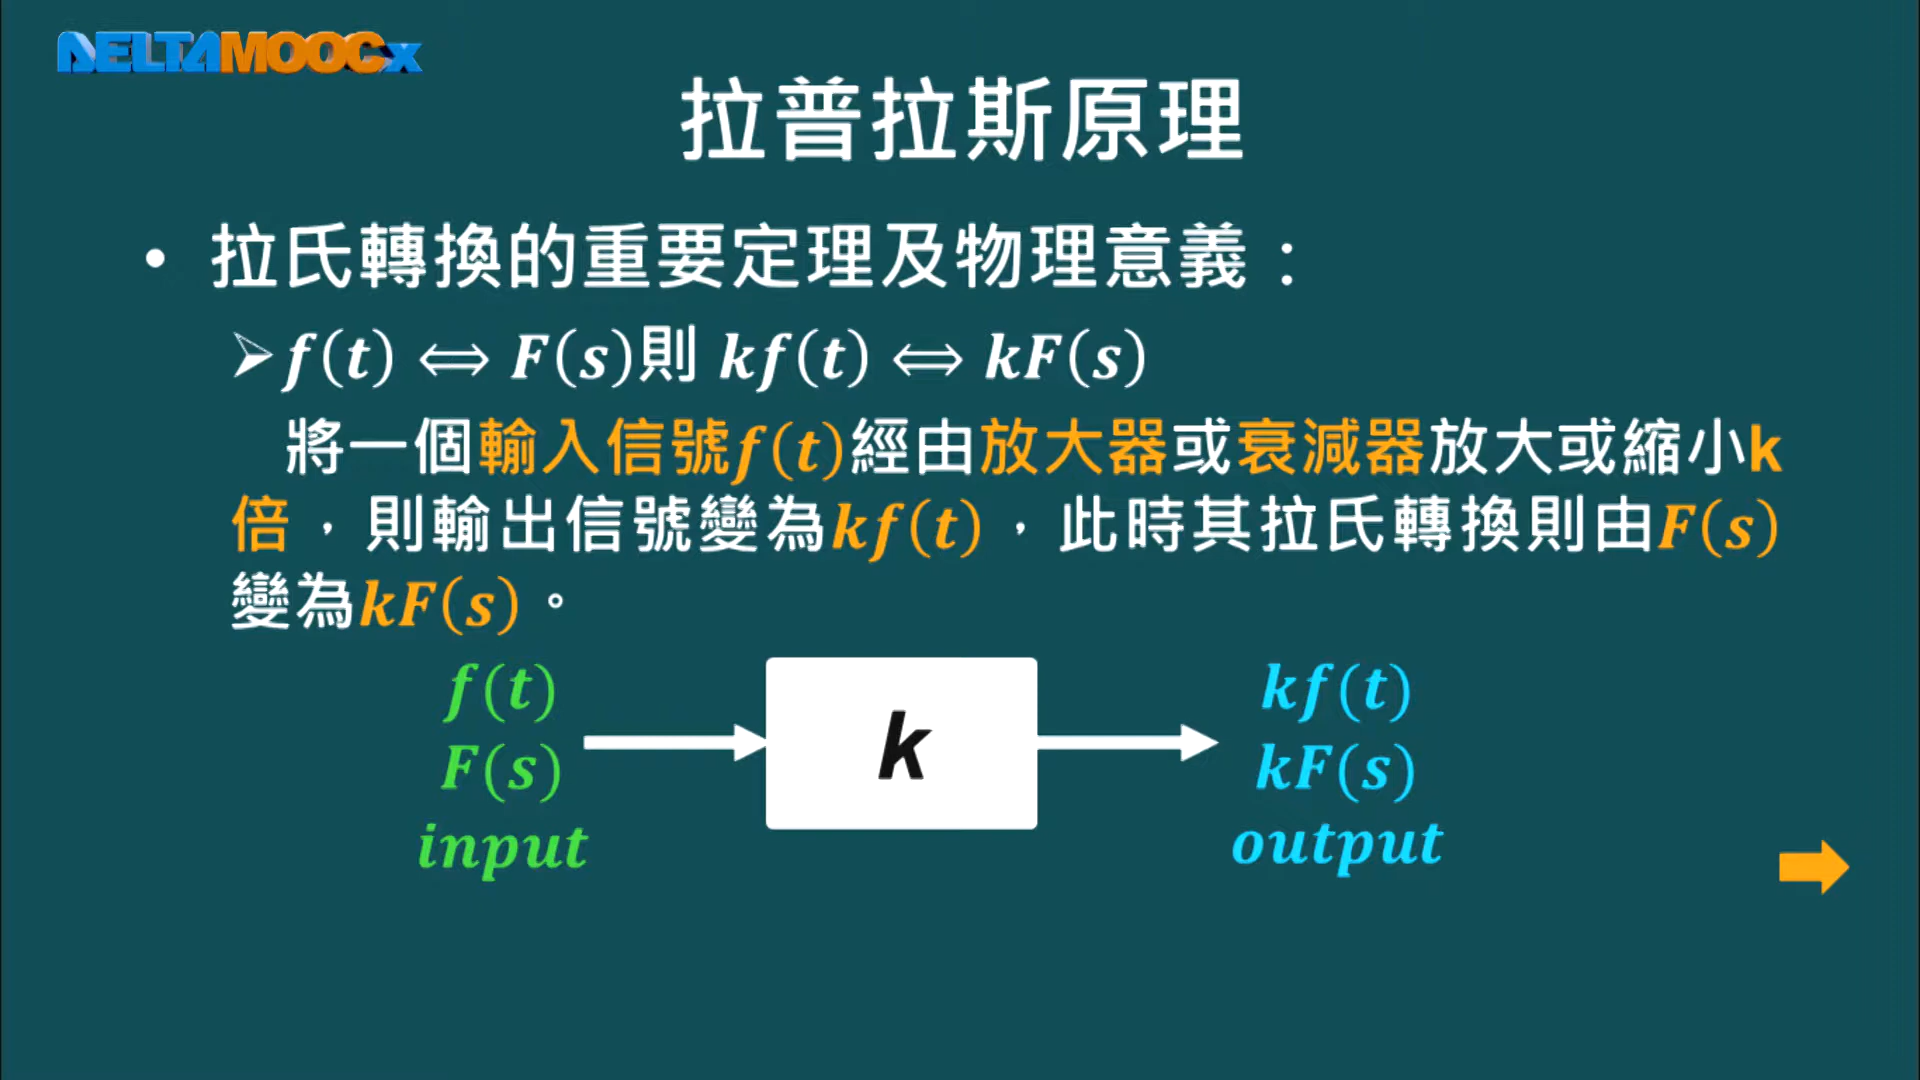 DELTAMOOCx
拉普拉斯原理
• 拉氏轉換的重要定理及物理意義：
➢f(t) ⟺ F(s)則 kf(t) ⟺ kF(s)
將一個輸入信號f(t)經由放大器或衰減器放大或縮小k
倍，則輸出信號變為kf(t)，此時其拉氏轉換則由F(s)
變為kF(s)。
f(t)
F(s)
input
k
kf(t)
kF(s)
output